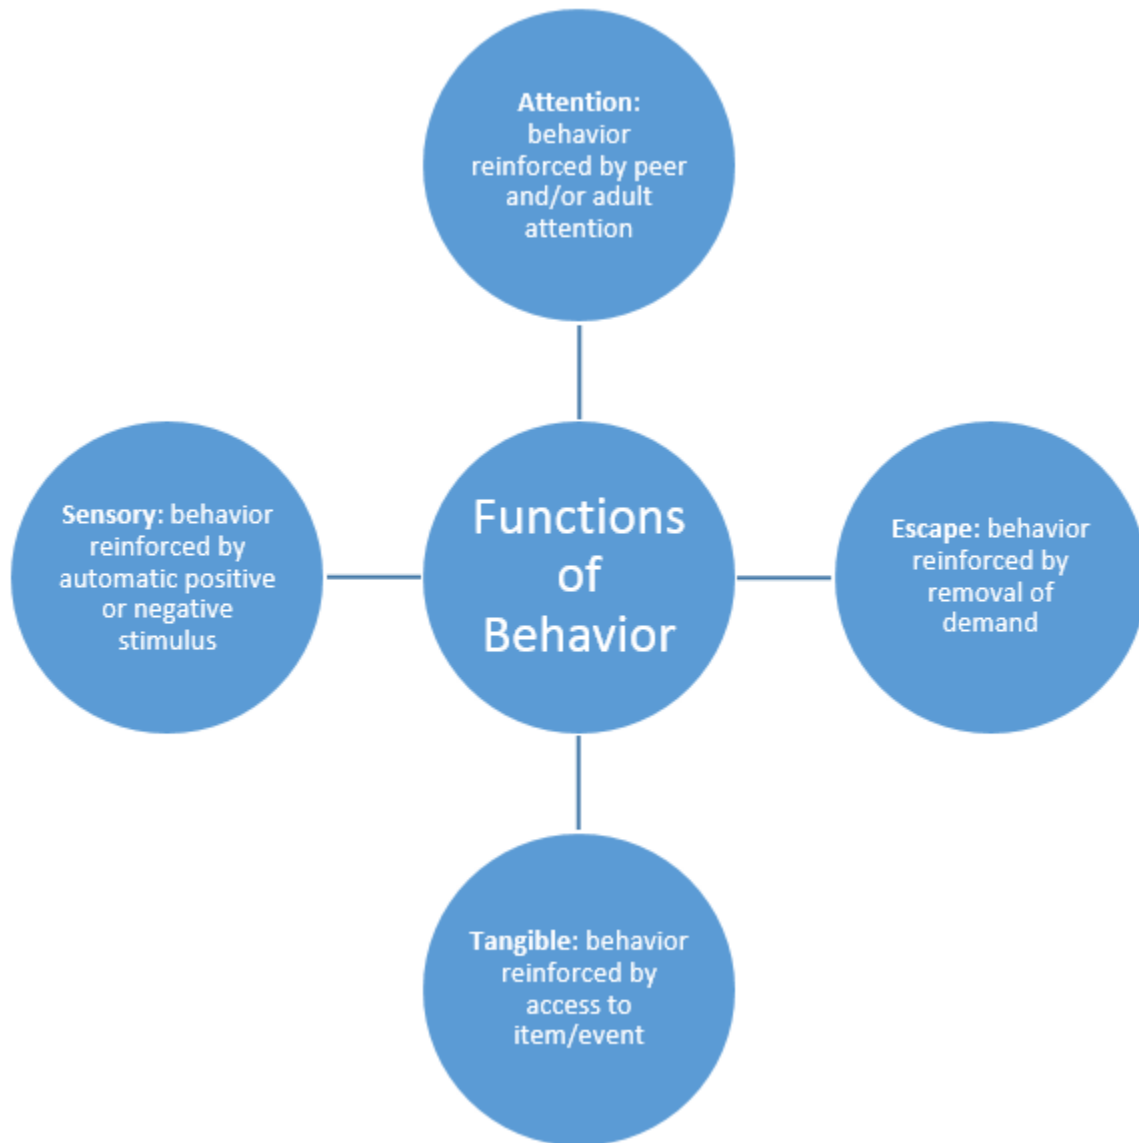 Attention:
behavior
reinforced by peer
and/or adult
attention
Sensory: behavior
reinforced by
automatic positive
or negative
stimulus
Functions
of
Behavior
Escape: behavior
reinforced by
removal of
demand
Tangible: behavior
reinforced by
access to
item/event